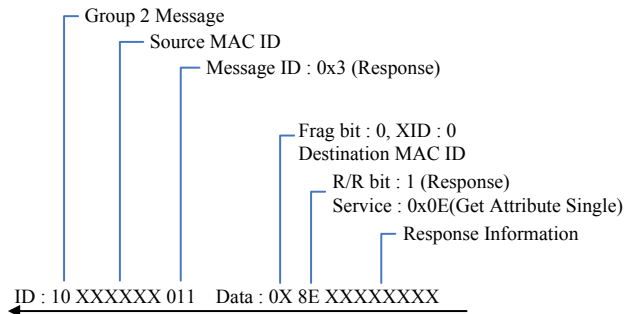 Group 2 Message
Source MAC ID
Message ID : 0x3 (Response)
Frag bit : 0, XID : 0
Destination MAC ID
R/R bit : 1 (Response)
Service : 0x0E(Get Attribute Single)
Response Information
ID : 10 XXXXXX 011 Data : 0X 8E XXXXXXXX